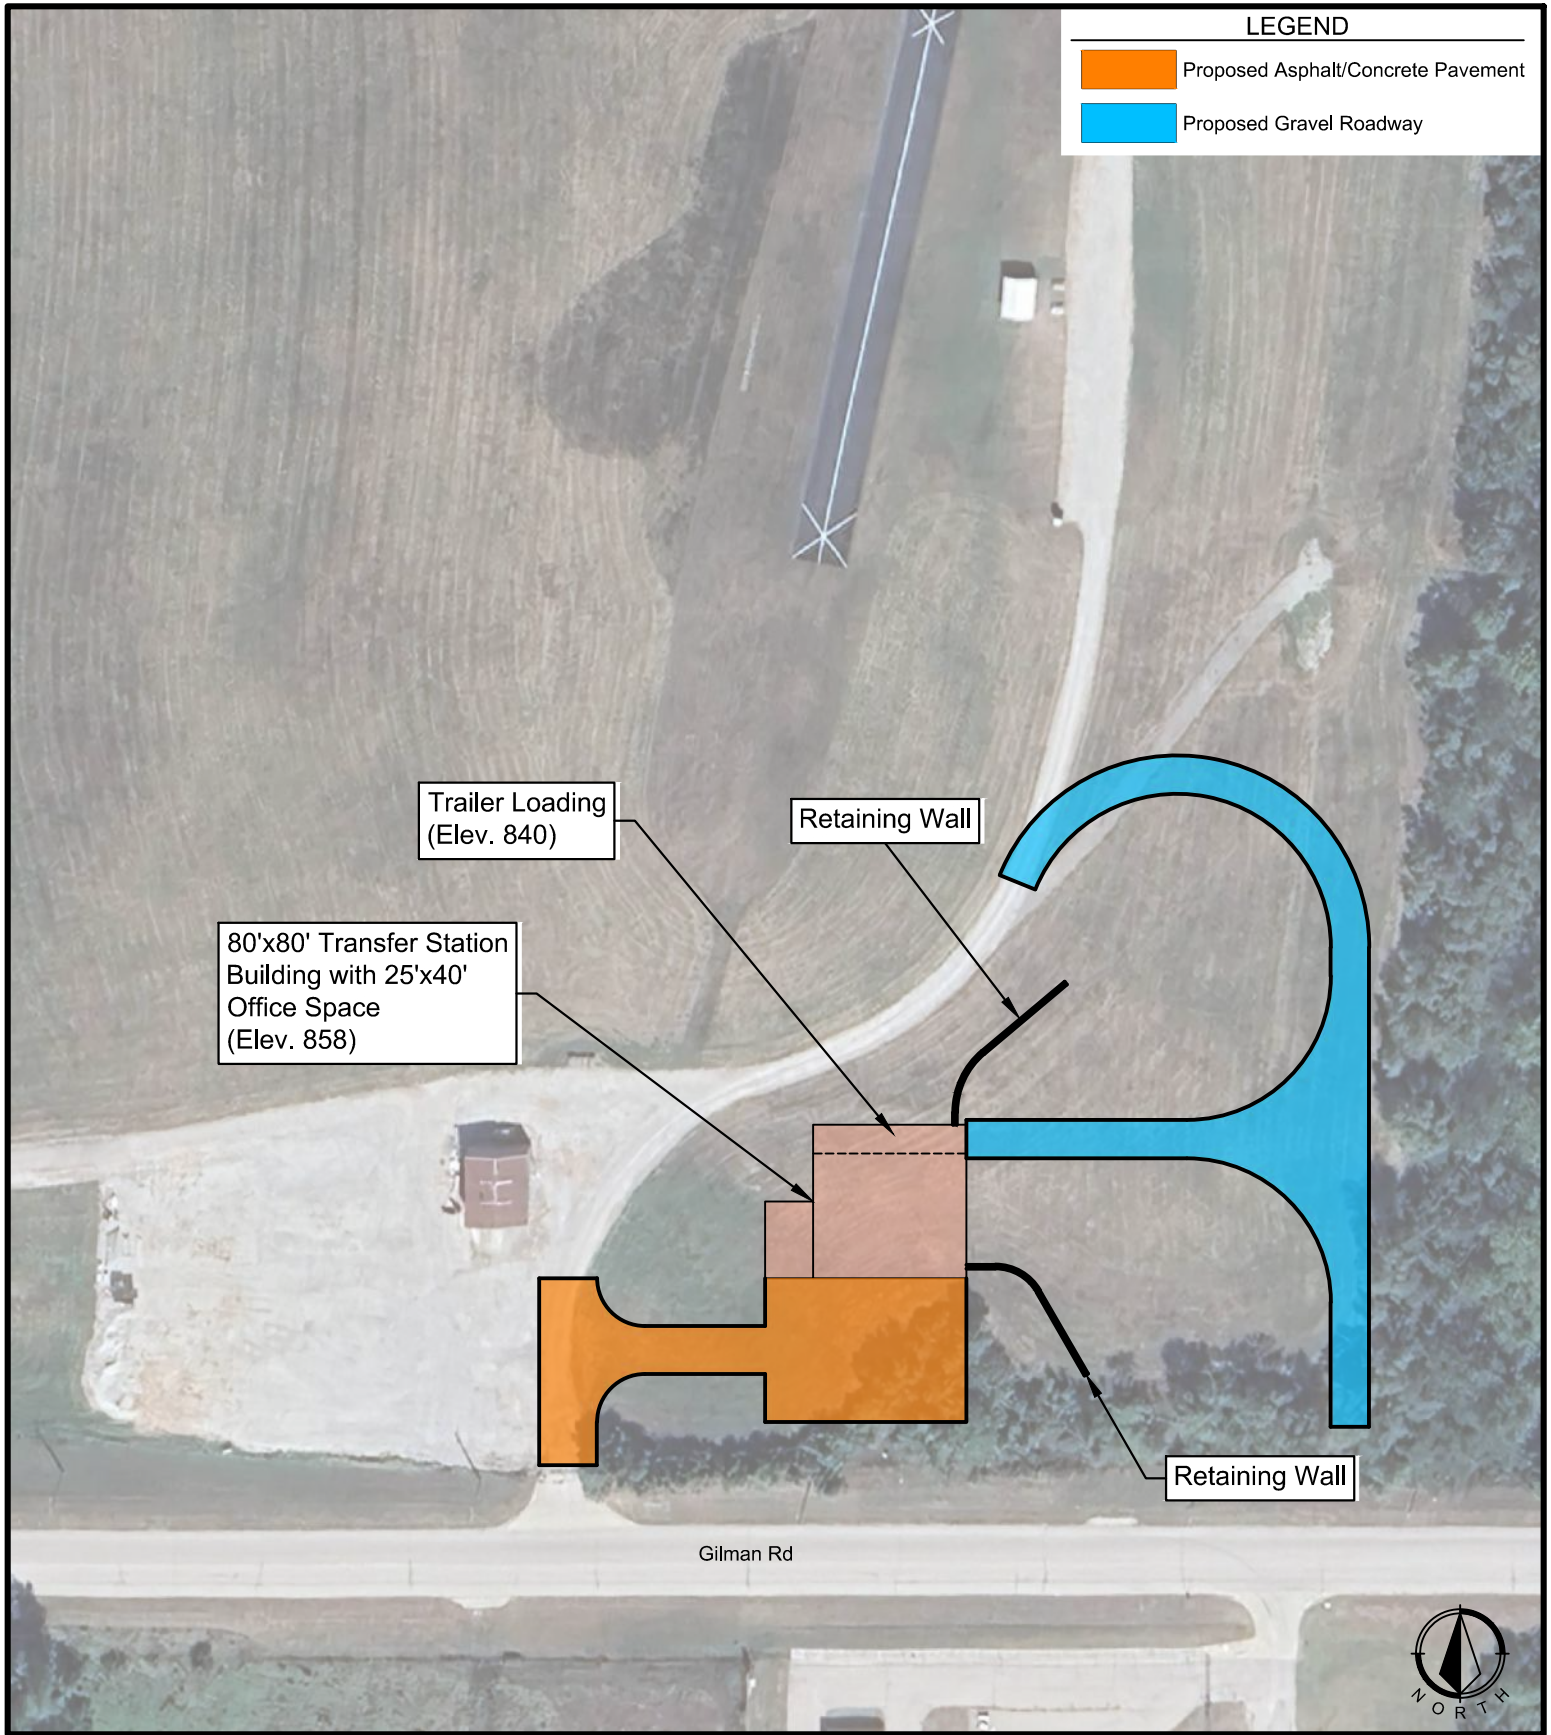 LEGEND
Proposed Asphalt/Concrete Pavement
Proposed Gravel Roadway
Trailer Loading
(Elev. 840)
Retaining Wall
80'x80' Transfer Station
Building with 25'x40'
Office Space
(Elev. 858)
Retaining Wall
Gilman Rd
NORTH